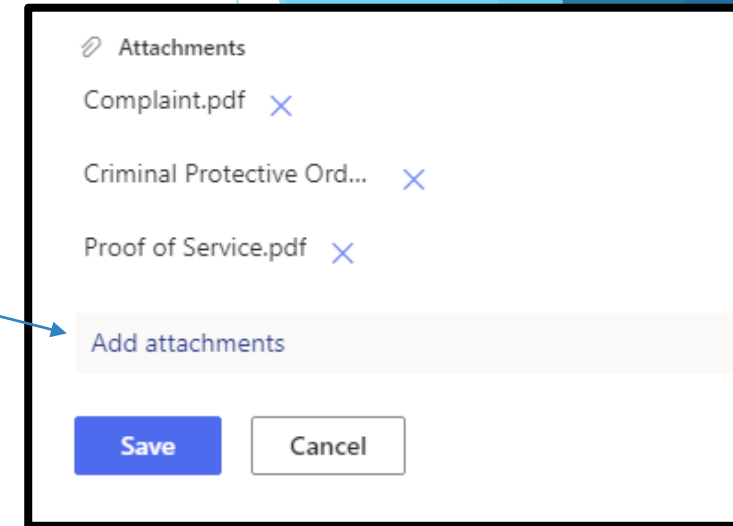 Attachments
Complaint.pdf
Criminal Protective Ord...
Proof of Service.pdf
Add attachments
Save Cancel